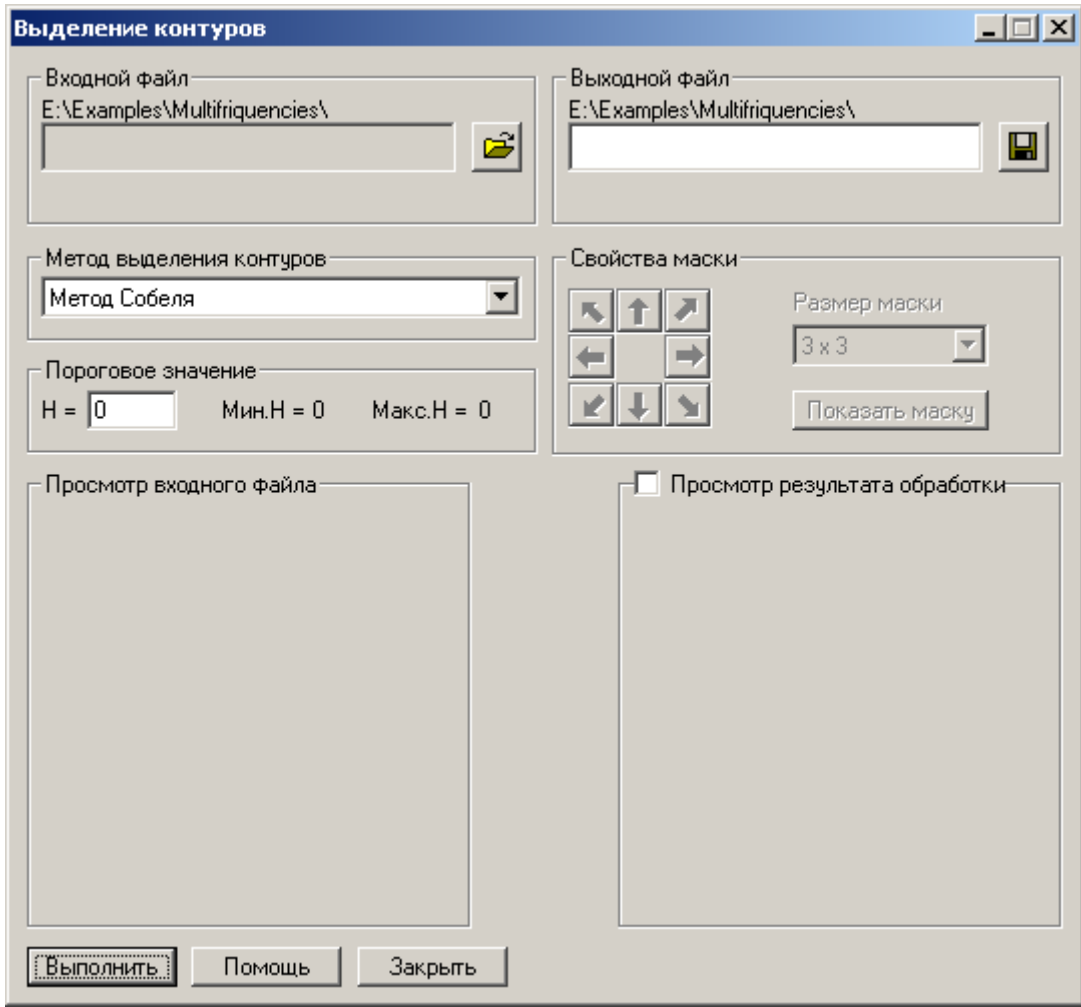 Выделение контуров
Входной файл
E:\Examples\Multifriquencies\
Выходной файл
E:\Examples\Multifriquencies\
Метод выделения контуров
Метод Собеля
Свойства маски
Размер маски
3 x 3
Показать маску
Пороговое значение
H = 0 Мин.H = 0 Макс.H = 0
Просмотр входного файла
Просмотр результата обработки
Выполнить Помощь Закрыть